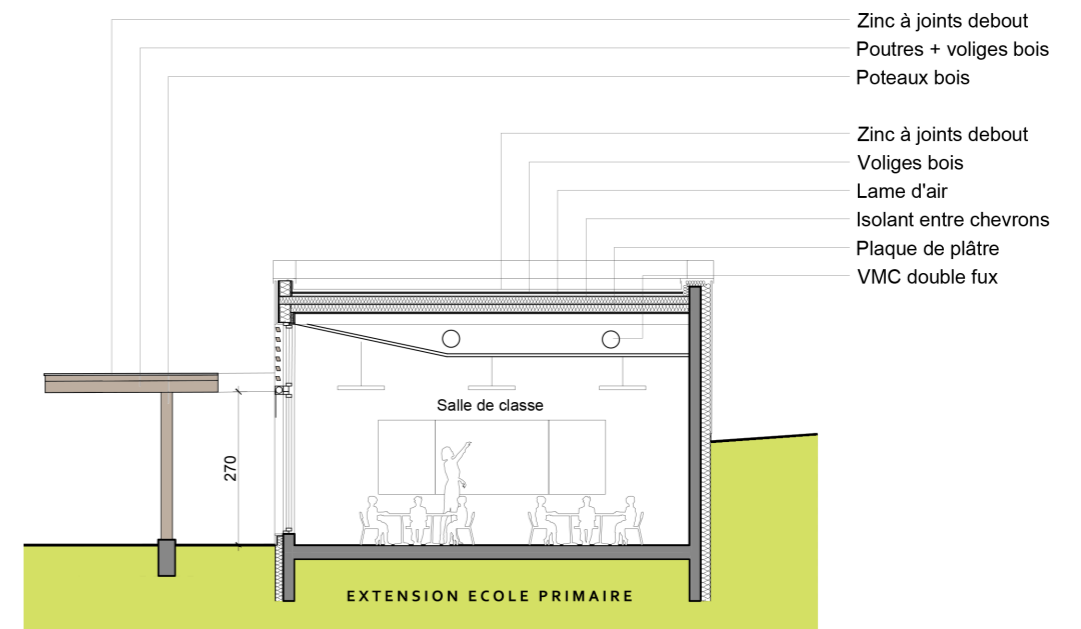 Zinc à joints debout
Poutres + voliges bois
Poteaux bois
Zinc à joints debout
Voliges bois
Lame d'air
Isolant entre chevrons
Plaque de plâtre
VMC double fux
Salle de classe
270
EXTENSION ECOLE PRIMAIRE